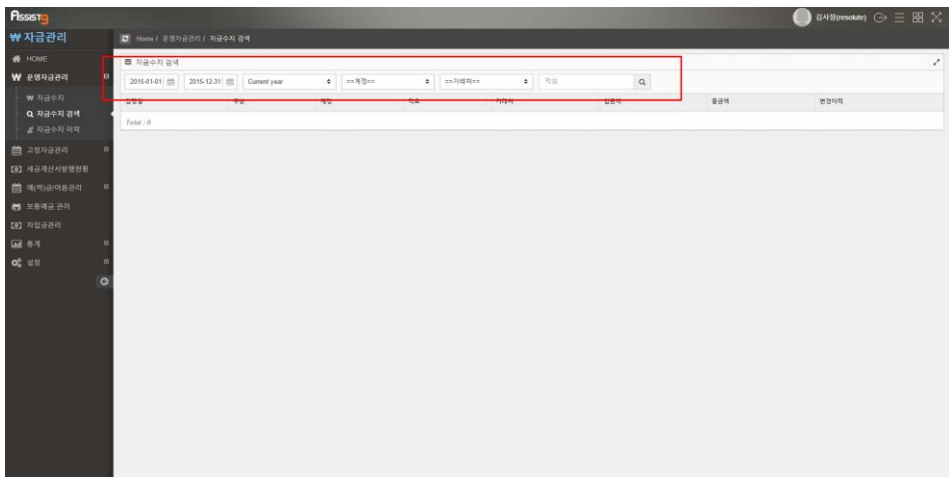 Assist9
김사장(resolute)
₩ 자금관리
Home / 운영자금관리 / 자금수지 검색
HOME
₩ 운영자금관리
₩ 자금수지
자금수지 검색
자금수지 이력
고정자금관리
세금계산서발행현황
예(적)금/어음관리
보통예금 관리
차입금관리
통계
설정
자금수지 검색
2015-01-01 2015-12-31 Current year ==계정== ==거래처== 적요
구분 계정 적요 거래처 입금액 출금액 변경이력
Total : 0